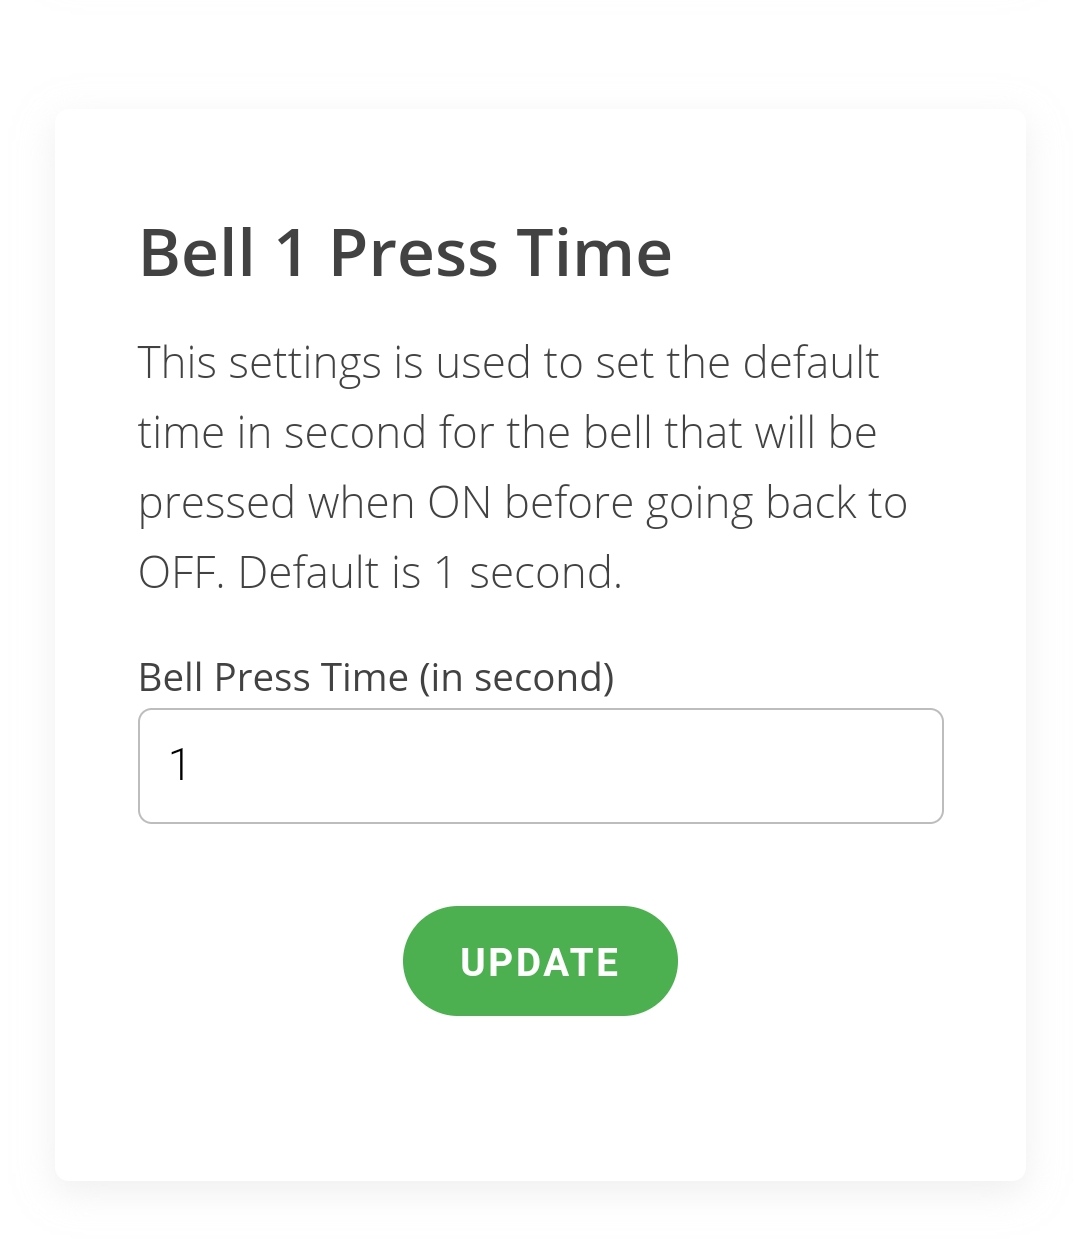 Bell 1 Press Time
This settings is used to set the default
time in second for the bell that will be
pressed when ON before going back to
OFF. Default is 1 second.
Bell Press Time (in second)
1
UPDATE